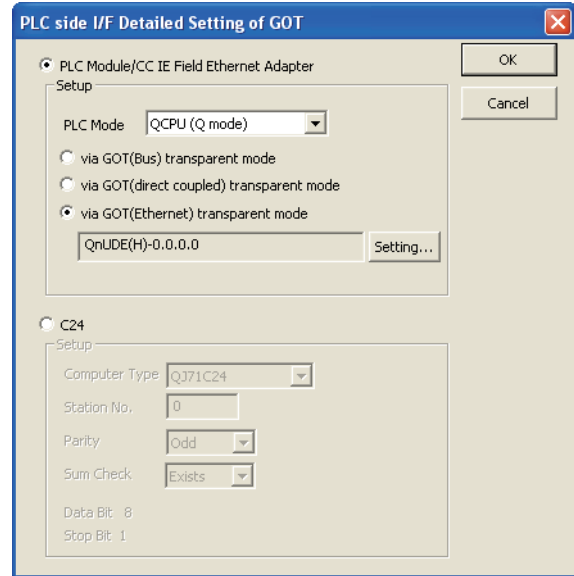 PLC side I/F Detailed Setting of GOT
PLC Module/CC IE Field Ethernet Adapter
OK
Setup
Cancel
PLC Mode QCPU (Q mode)
via GOT(Bus) transparent mode
via GOT(direct coupled) transparent mode
via GOT(Ethernet) transparent mode
QnUDE(H)-0.0.0.0 Setting...
C24
Setup
Computer Type QJ71C24
Station No. 0
Parity Odd
Sum Check Exists
Data Bit 8
Stop Bit 1